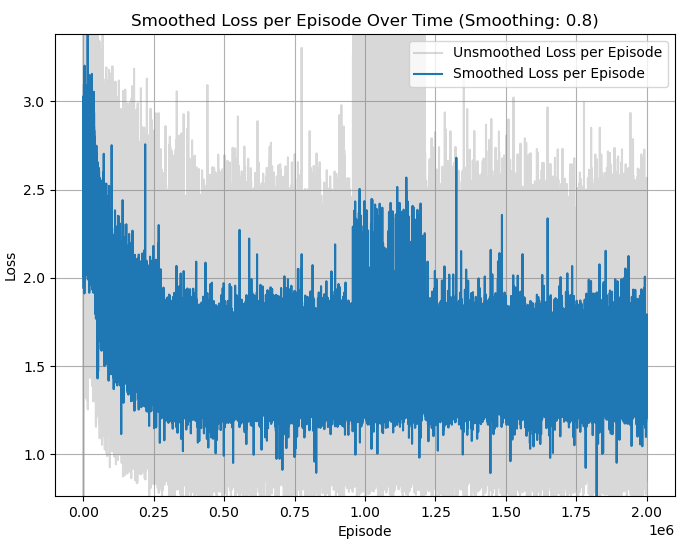 Smoothed Loss per Episode Over Time (Smoothing: 0.8)
Unsmoothed Loss per Episode
Smoothed Loss per Episode
3.0
2.5
2.0
1.5
1.0
Loss
0.00 0.25 0.50 0.75 1.00 1.25 1.50 1.75 2.00
1e6
Episode